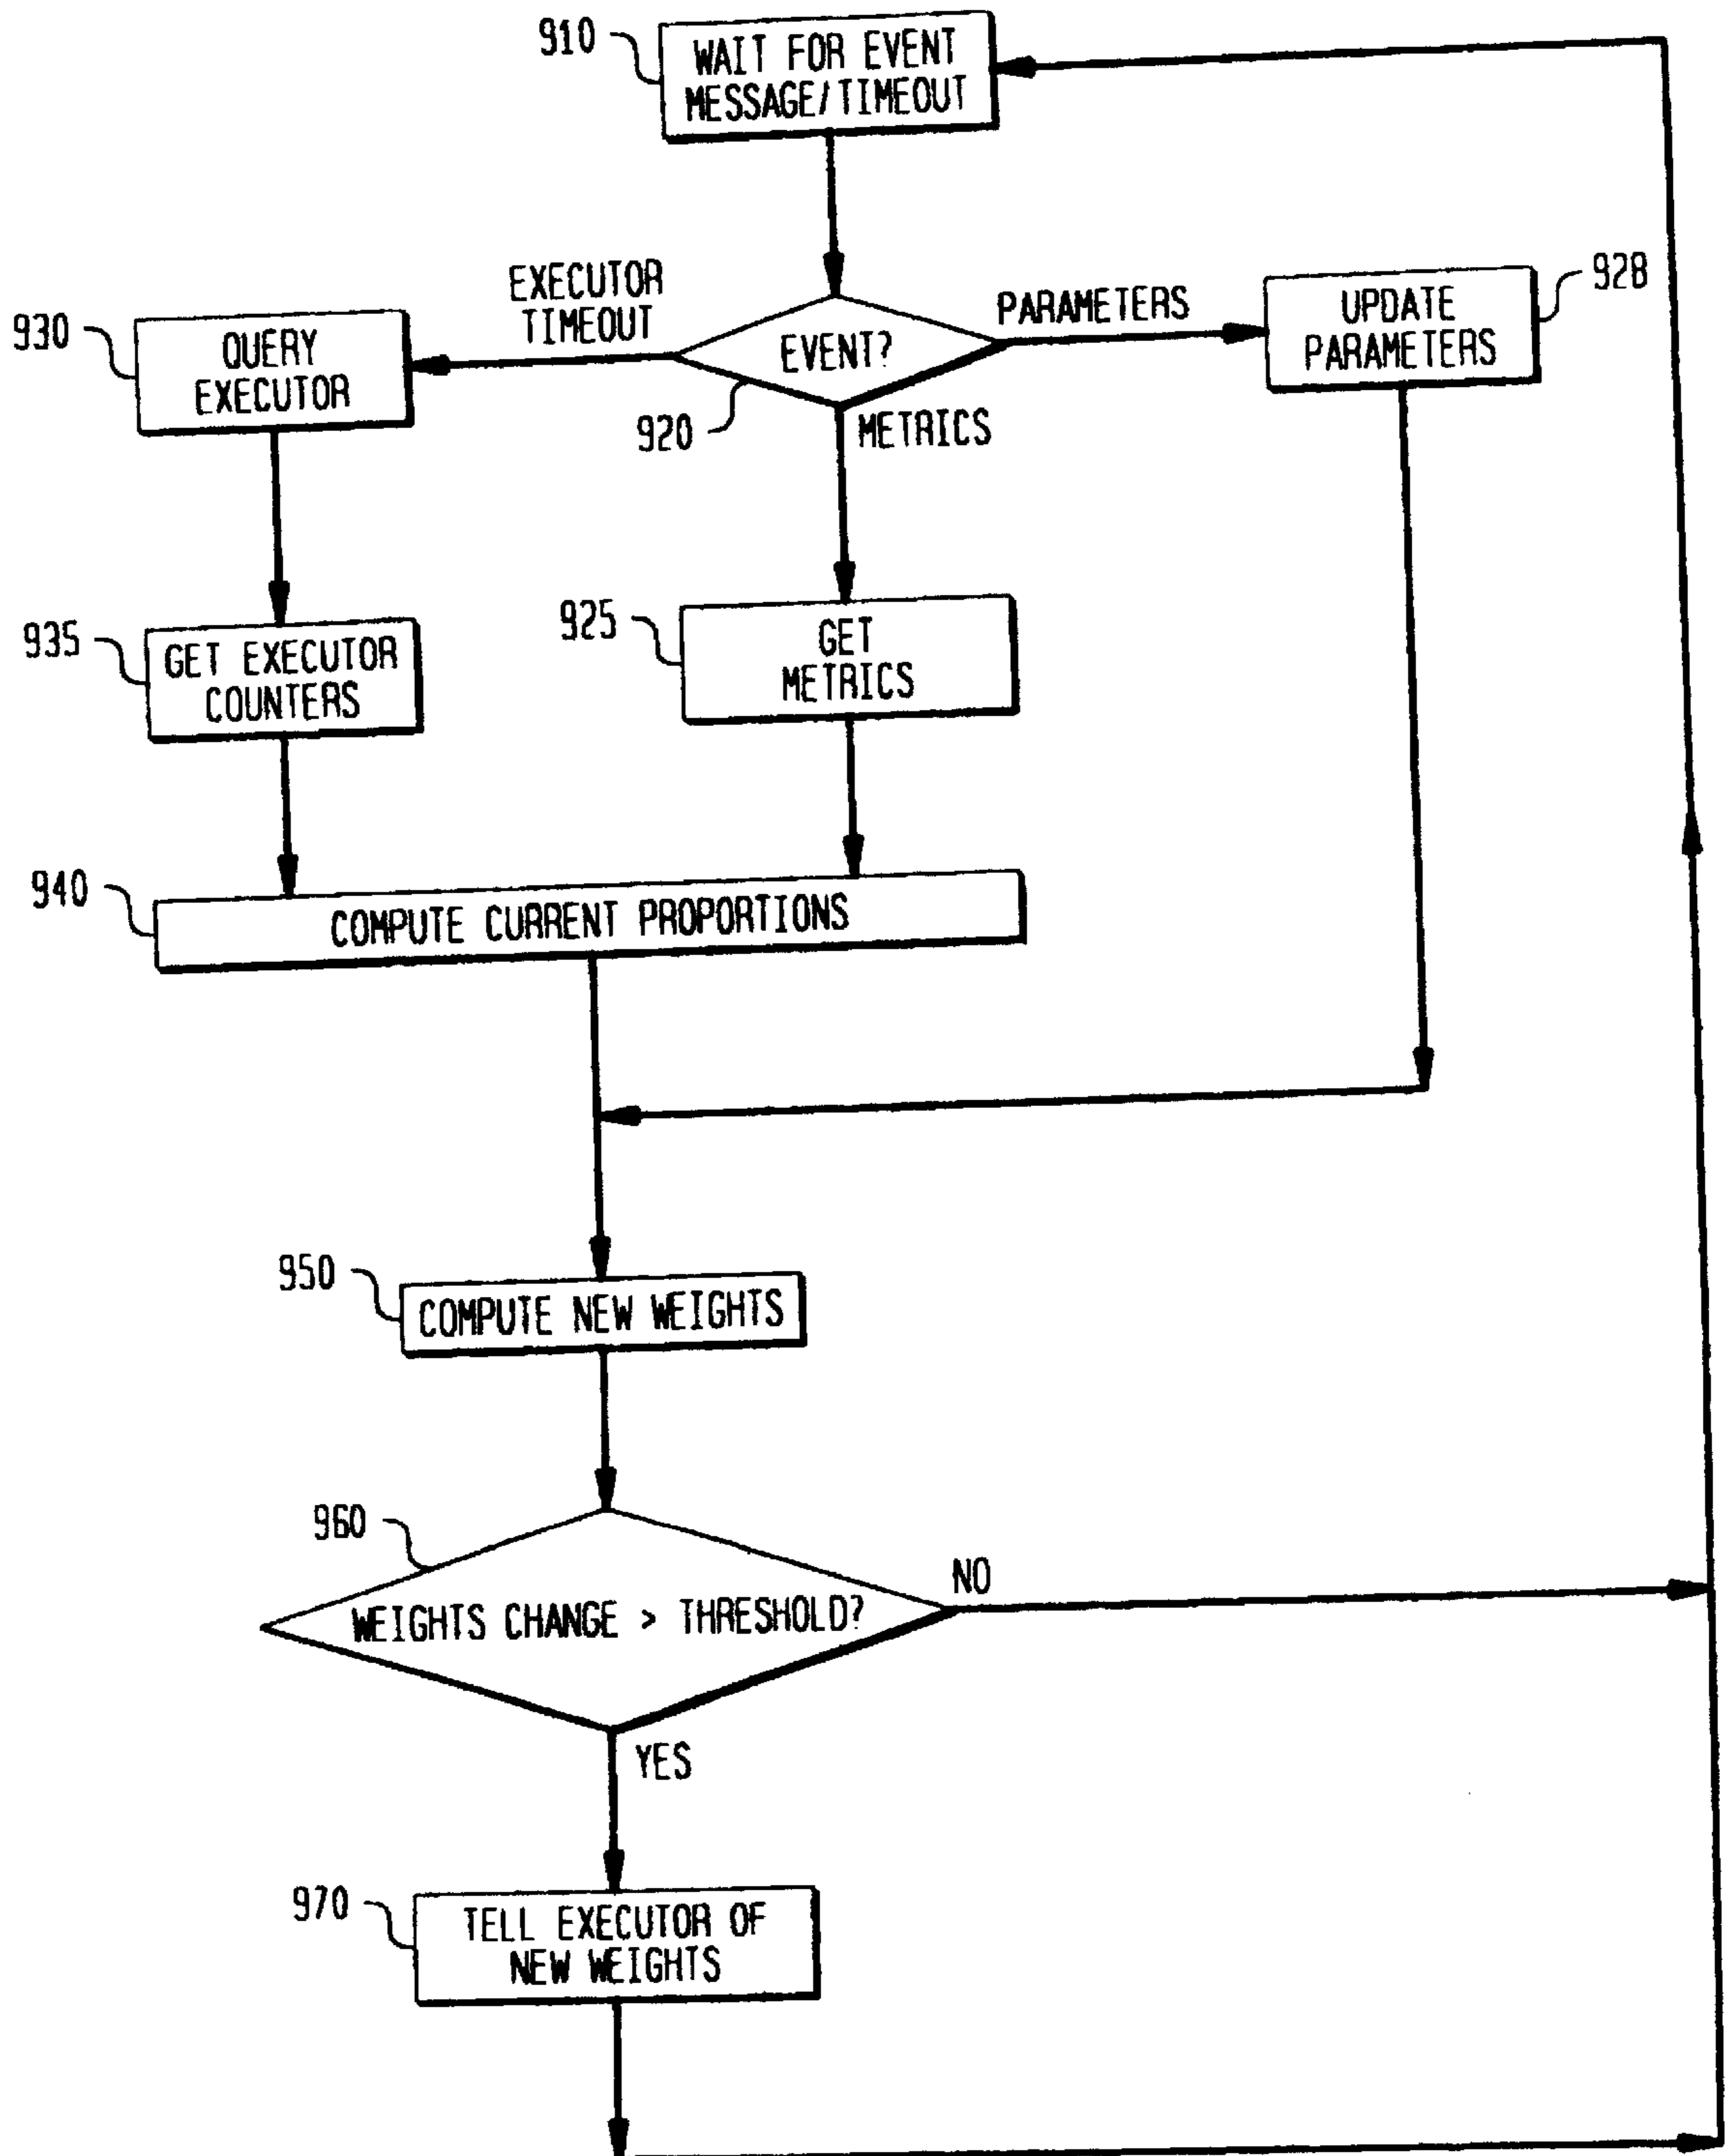 910
WAIT FOR EVENT
MESSAGE/TIMEOUT
EXECUTOR
TIMEOUT
PARAMETERS
928
930
QUERY
EXECUTOR
EVENT?
UPDATE
PARAMETERS
920
METRICS
935
GET EXECUTOR
COUNTERS
925
GET
METRICS
940
COMPUTE CURRENT PROPORTIONS
950
COMPUTE NEW WEIGHTS
960
WEIGHTS CHANGE > THRESHOLD?
NO
YES
970
TELL EXECUTOR OF
NEW WEIGHTS